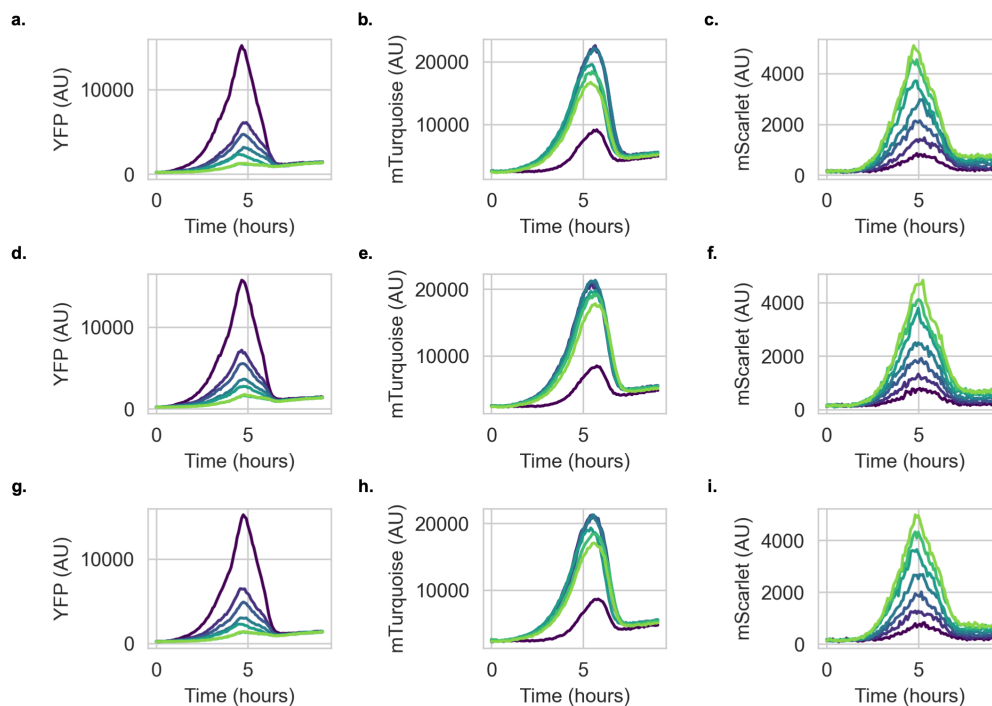 a.
b.
c.
YFP (AU)
10000
0
0
5
Time (hours)
mTurquoise (AU)
20000
10000
0
5
Time (hours)
mScarlet (AU)
4000
2000
0
0
5
Time (hours)
d.
e.
f.
YFP (AU)
10000
0
0
5
Time (hours)
mTurquoise (AU)
20000
10000
0
5
Time (hours)
mScarlet (AU)
4000
2000
0
0
5
Time (hours)
g.
h.
i.
YFP (AU)
10000
0
0
5
Time (hours)
mTurquoise (AU)
20000
10000
0
5
Time (hours)
mScarlet (AU)
4000
2000
0
0
5
Time (hours)